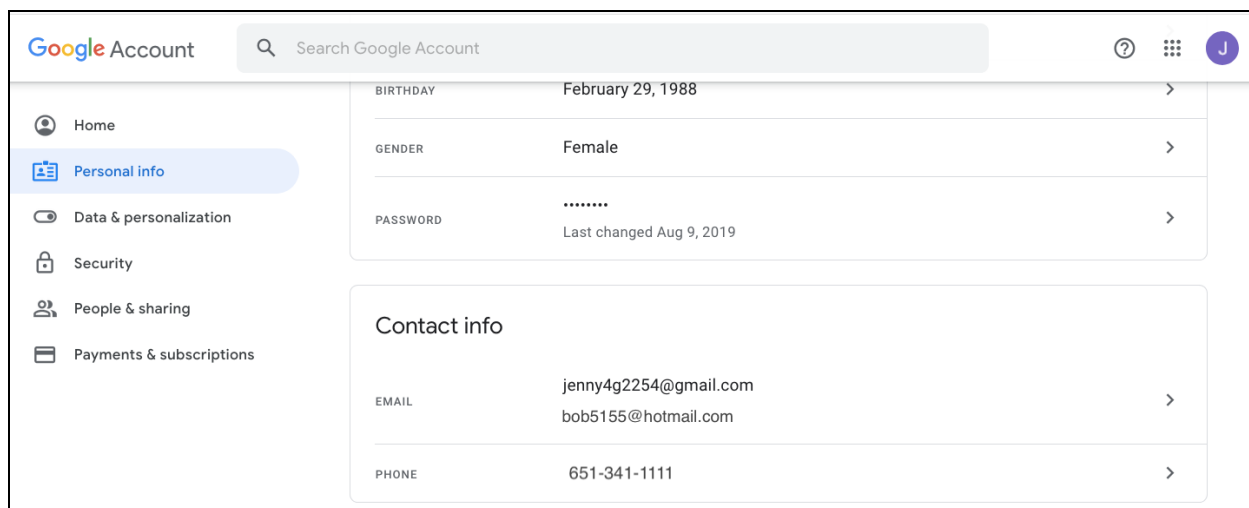 Google Account
Search Google Account
J
Home
Personal info
Data & personalization
Security
People & sharing
Payments & subscriptions
BIRTHDAY February 29, 1988
GENDER Female
PASSWORD ••••••••
Last changed Aug 9, 2019
Contact info
EMAIL jenny4g2254@gmail.com
bob5155@hotmail.com
PHONE 651-341-1111